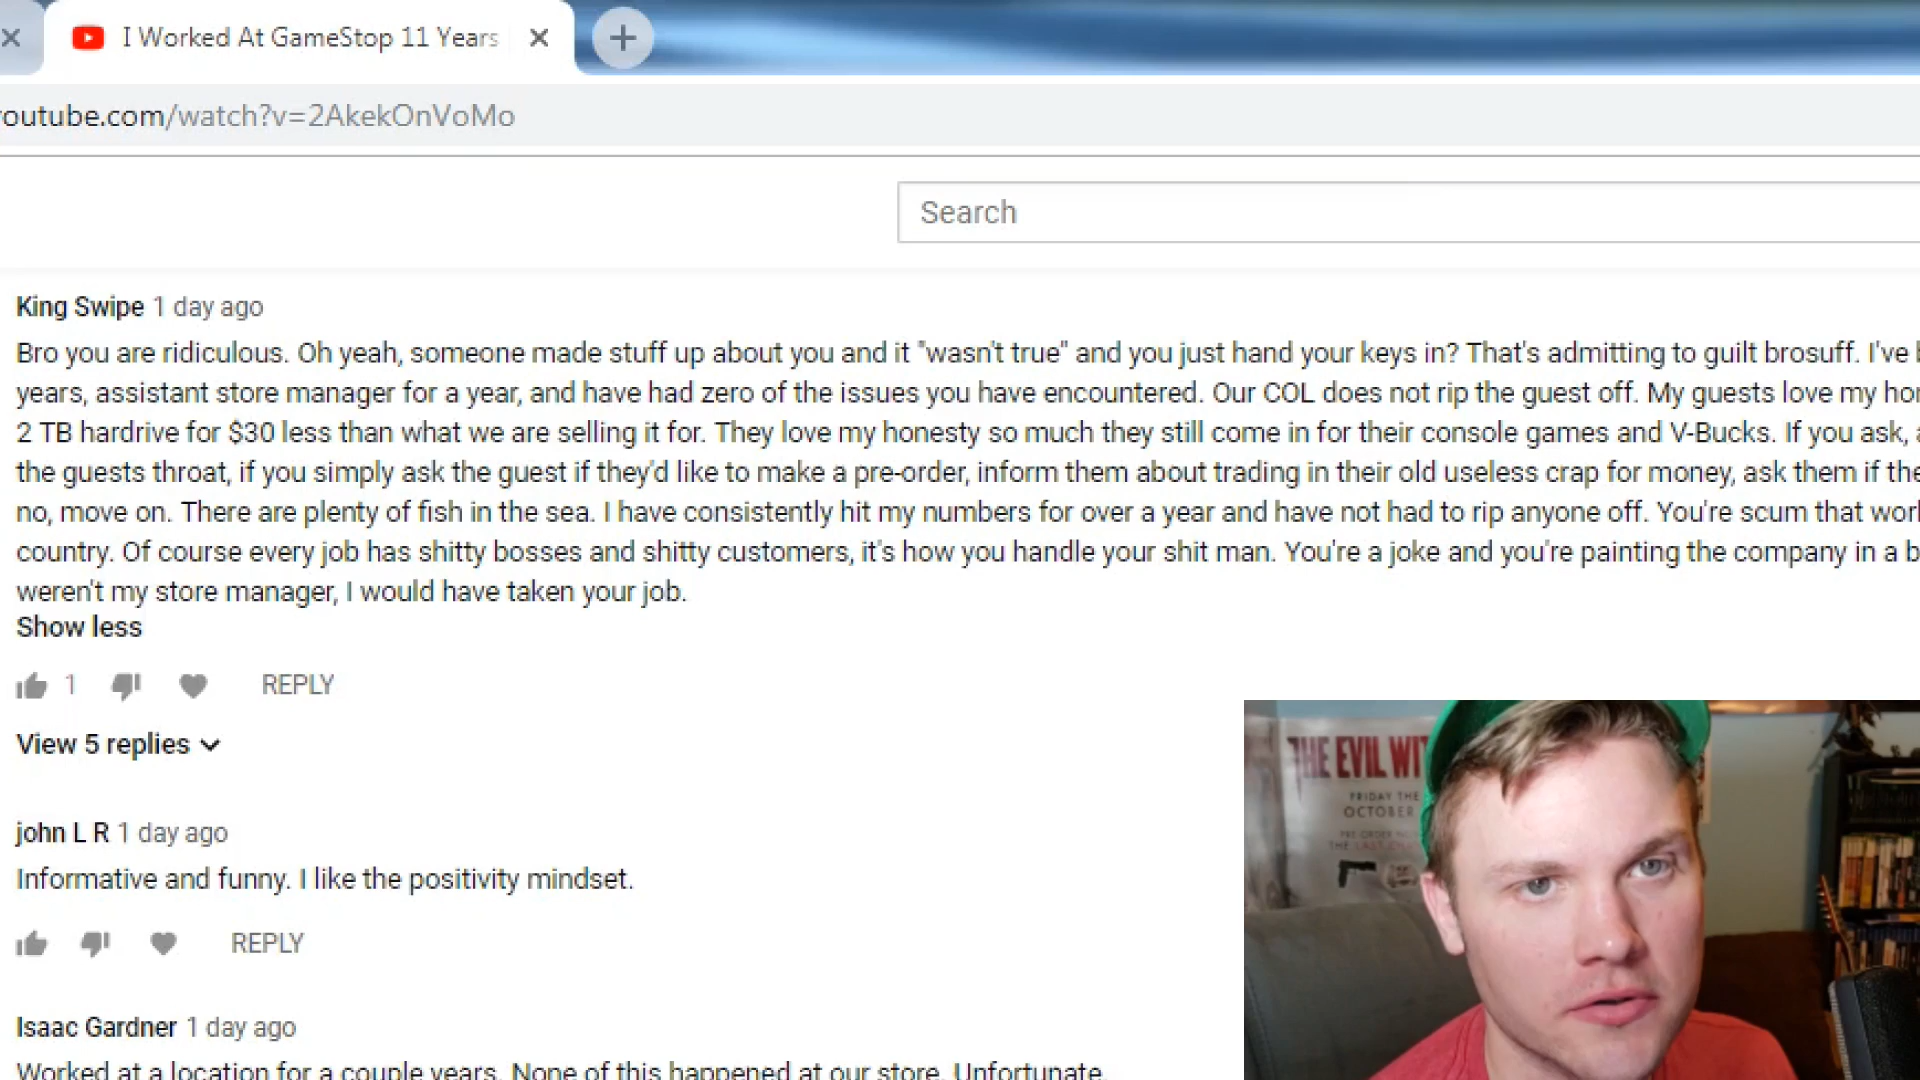 I Worked At GameStop 11 Years
outube.com/watch?v=2AkekOnVoMo
Search
King Swipe 1 day ago
Bro you are ridiculous. Oh yeah, someone made stuff up about you and it "wasn't true" and you just hand your keys in? That's admitting to guilt brosuff. I've b
years, assistant store manager for a year, and have had zero of the issues you have encountered. Our COL does not rip the guest off. My guests love my hon
2 TB hardrive for $30 less than what we are selling it for. They love my honesty so much they still come in for their console games and V-Bucks. If you ask, a
the guests throat, if you simply ask the guest if they'd like to make a pre-order, inform them about trading in their old useless crap for money, ask them if the
no, move on. There are plenty of fish in the sea. I have consistently hit my numbers for over a year and have not had to rip anyone off. You're scum that work
country. Of course every job has shitty bosses and shitty customers, it's how you handle your shit man. You're a joke and you're painting the company in a b
weren't my store manager, I would have taken your job.
Show less
1 REPLY
View 5 replies
john L R 1 day ago
Informative and funny. I like the positivity mindset.
REPLY
Isaac Gardner 1 day ago
Worked at a location for a couple years. None of this happened at our store. Unfortunate.
THE EVIL WIT
FRIDAY THE
OCTOBER
THE LAST